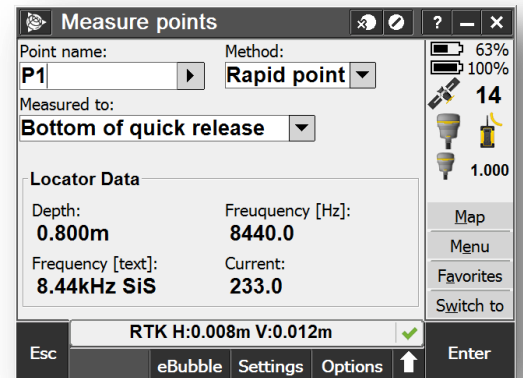 Measure points
? – X
Point name:
Method:
P1
Rapid point
Measured to:
Bottom of quick release
63%
100%
14
1.000
Locator Data
Depth:
Freuquency [Hz]:
0.800m
8440.0
Frequency [text]:
Current:
8.44kHz SiS
233.0
Map
Menu
Favorites
Switch to
RTK H:0.008m V:0.012m
Esc
eBubble
Settings
Options
Enter